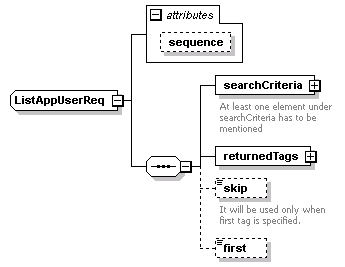 attributes
sequence
ListAppUserReq
searchCriteria
At least one element under
searchCriteria has to be
mentioned
returnedTags
skip
It will be used only when
first tag is specified.
first